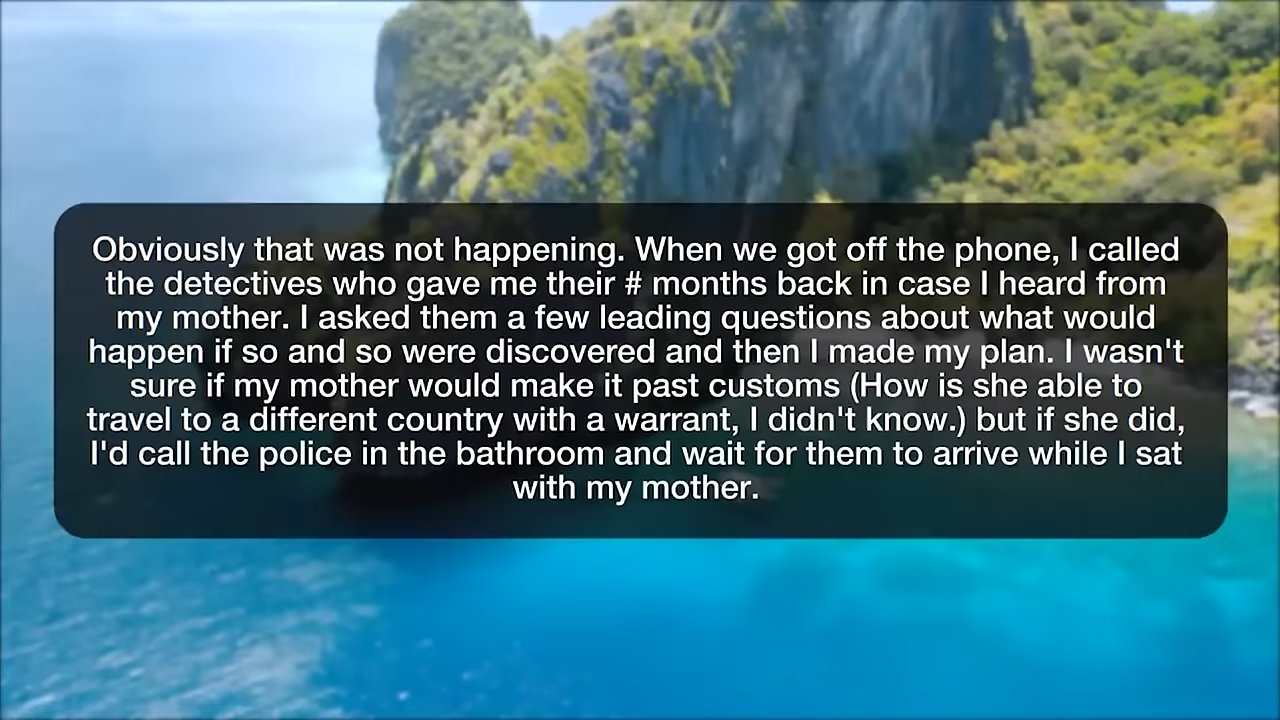 Obviously that was not happening. When we got off the phone, I called
the detectives who gave me their # months back in case I heard from
my mother. I asked them a few leading questions about what would
happen if so and so were discovered and then I made my plan. I wasn't
sure if my mother would make it past customs (How is she able to
travel to a different country with a warrant, I didn't know.) but if she did,
I'd call the police in the bathroom and wait for them to arrive while I sat
with my mother.